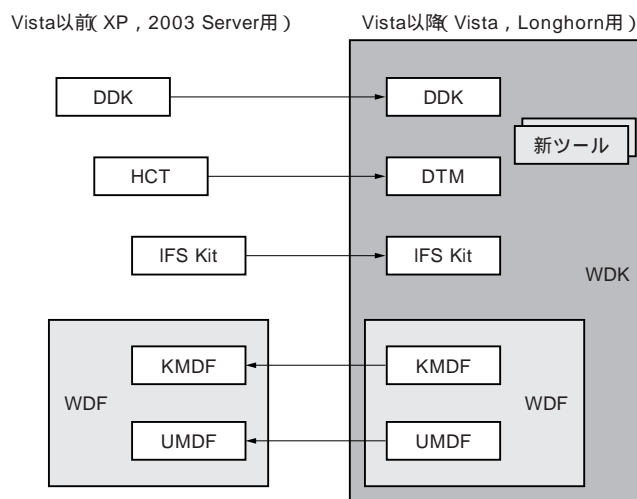 Vista以前(XP，2003 Server用)
Vista以降(Vista，Longhorn用)
DDK
DDK
新ツール
HCT
DTM
IFS Kit
IFS Kit
WDK
KMDF
KMDF
WDF
WDF
UMDF
UMDF